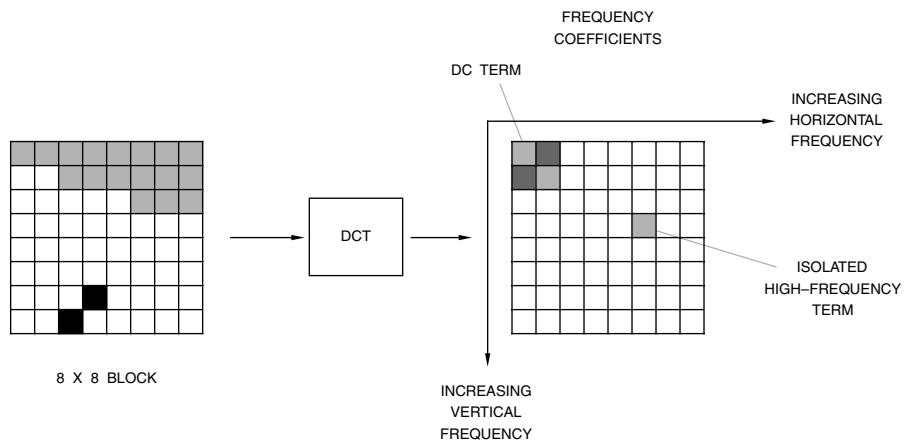 FREQUENCY
COEFFICIENTS
DC TERM
INCREASING
HORIZONTAL
FREQUENCY
DCT
ISOLATED
HIGH–FREQUENCY
TERM
8 X 8 BLOCK
INCREASING
VERTICAL
FREQUENCY